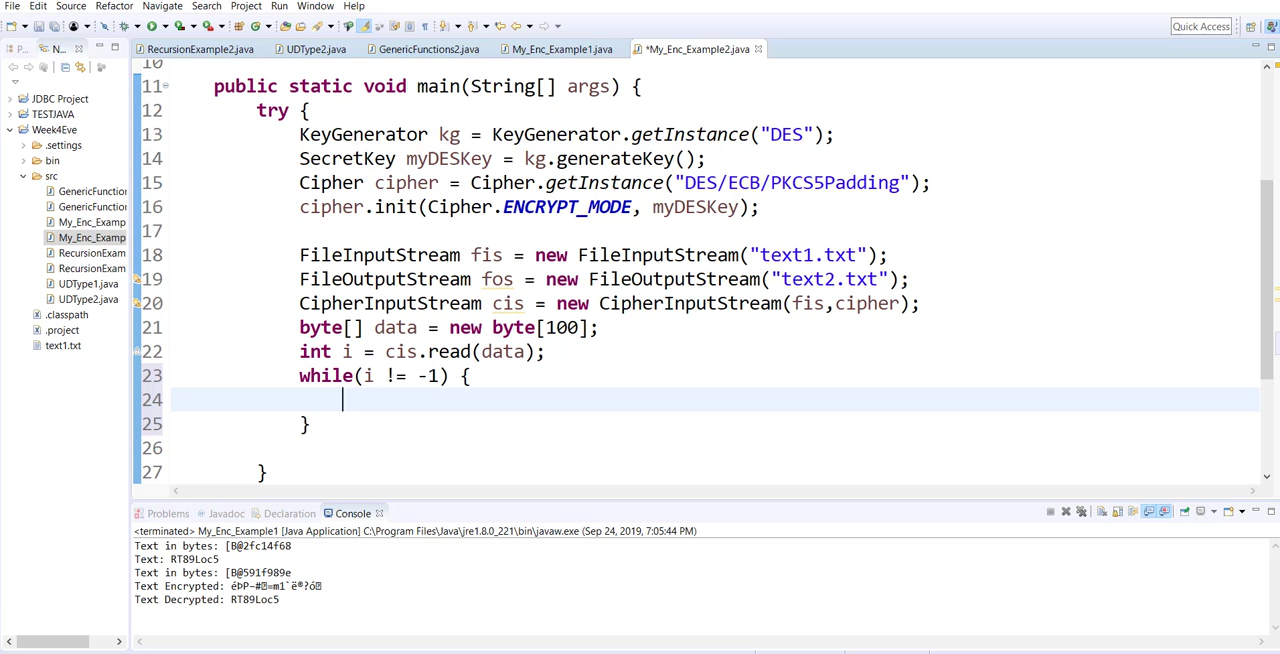 File Edit Source Refactor Navigate Search Project Run Window Help
Quick Access
P... N...
RecursionExample2.java UDType2.java GenericFunctions2.java My_Enc_Example1.java *My_Enc_Example2.java
JDBC Project
TESTJAVA
Week4Eve
.settings
bin
src
GenericFunction
GenericFunction
My_Enc_Examp
My_Enc_Examp
RecursionExam
RecursionExam
UDType1.java
UDType2.java
.classpath
.project
text1.txt
10
11 public static void main(String[] args) {
12 try {
13 KeyGenerator kg = KeyGenerator.getInstance("DES");
14 SecretKey myDESKey = kg.generateKey();
15 Cipher cipher = Cipher.getInstance("DES/ECB/PKCS5Padding");
16 cipher.init(Cipher.ENCRYPT_MODE, myDESKey);
17
18 FileInputStream fis = new FileInputStream("text1.txt");
19 FileOutputStream fos = new FileOutputStream("text2.txt");
20 CipherInputStream cis = new CipherInputStream(fis,cipher);
21 byte[] data = new byte[100];
22 int i = cis.read(data);
23 while(i != -1) {
24
25 }
26
27 }
Problems Javadoc Declaration Console
<terminated> My_Enc_Example1 [Java Application] C:\Program Files\Java\jre1.8.0_221\bin\javaw.exe (Sep 24, 2019, 7:05:44 PM)
Text in bytes: [B@2fc14f68
Text: RT89Loc5
Text in bytes: [B@591f989e
Text Encrypted:
Text Decrypted: RT89Loc5